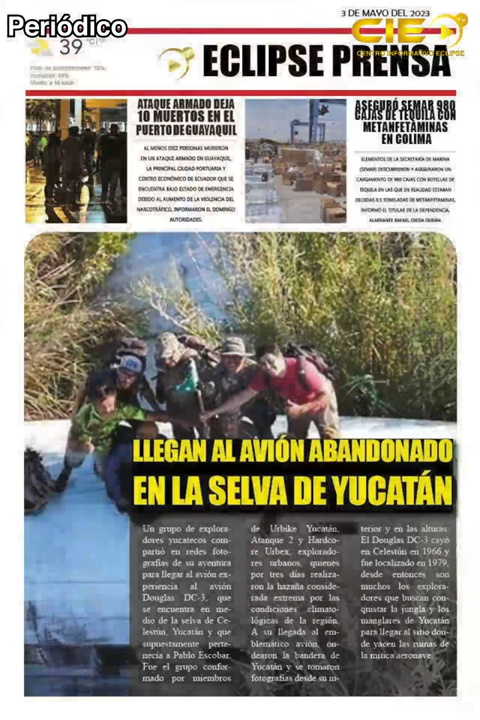 Periódico
3 DE MAYO DEL 2023
CIE
CENTRO INFORMATIVO ECLIPSE
39 °C|°F
ECLIPSE PRENSA
ATAQUE ARMADO DEJA
10 MUERTOS EN EL
PUERTO DE GUAYAQUIL
AL MENOS DIEZ PERSONAS MURIERON
EN UN ATAQUE ARMADO EN GUAYAQUIL,
LA PRINCIPAL CIUDAD PORTUARIA Y
CENTRO ECONÓMICO DE ECUADOR QUE SE
ENCUENTRA BAJO ESTADO DE EMERGENCIA
DEBIDO AL AUMENTO DE LA VIOLENCIA DEL
NARCOTRÁFICO, INFORMARON EL DOMINGO
AUTORIDADES.
ASEGURÓ SEMAR 980
CAJAS DE TEQUILA CON
METANFETAMINAS
EN COLIMA
ELEMENTOS DE LA SECRETARÍA DE MARINA
(SEMAR) DESCUBRIERON Y ASEGURARON UN
CARGAMENTO DE 980 CAJAS CON BOTELLAS DE
TEQUILA EN LAS QUE EN REALIDAD ESTABAN
DILUIDAS 8.5 TONELADAS DE METANFETAMINAS,
INFORMÓ EL TITULAR DE LA DEPENDENCIA,
ALMIRANTE RAFAEL OJEDA DURÁN.
LLEGAN AL AVIÓN ABANDONADO
EN LA SELVA DE YUCATÁN
Un grupo de explora-
dores yucatecos com-
partió en redes foto-
grafías de su aventura
para llegar al avión ex-
periencia al avión
Douglas DC-3, que
se encuentra en me-
dio de la selva de Ce-
lestún, Yucatán y que
supuestamente perte-
necía a Pablo Escobar.
Fue el grupo confor-
mado por miembros
de Urbike Yucatán,
Atanque 2 y Hardco-
re Urbex, explorado-
res urbanos, quienes
por tres días realiza-
ron la hazaña conside-
rada extrema por las
condiciones climato-
lógicas de la región.
A su llegada al em-
blemático avión, on-
dearon la bandera de
Yucatán y se tomaron
fotografías desde su in-
terior y en las alturas.
El Douglas DC-3 cayó
en Celestún en 1966 y
fue localizado en 1979,
desde entonces son
muchos los explora-
dores que buscan con-
quistar la jungla y los
manglares de Yucatán
para llegar al sitio don-
de yacen las ruinas de
la mítica aeronave.